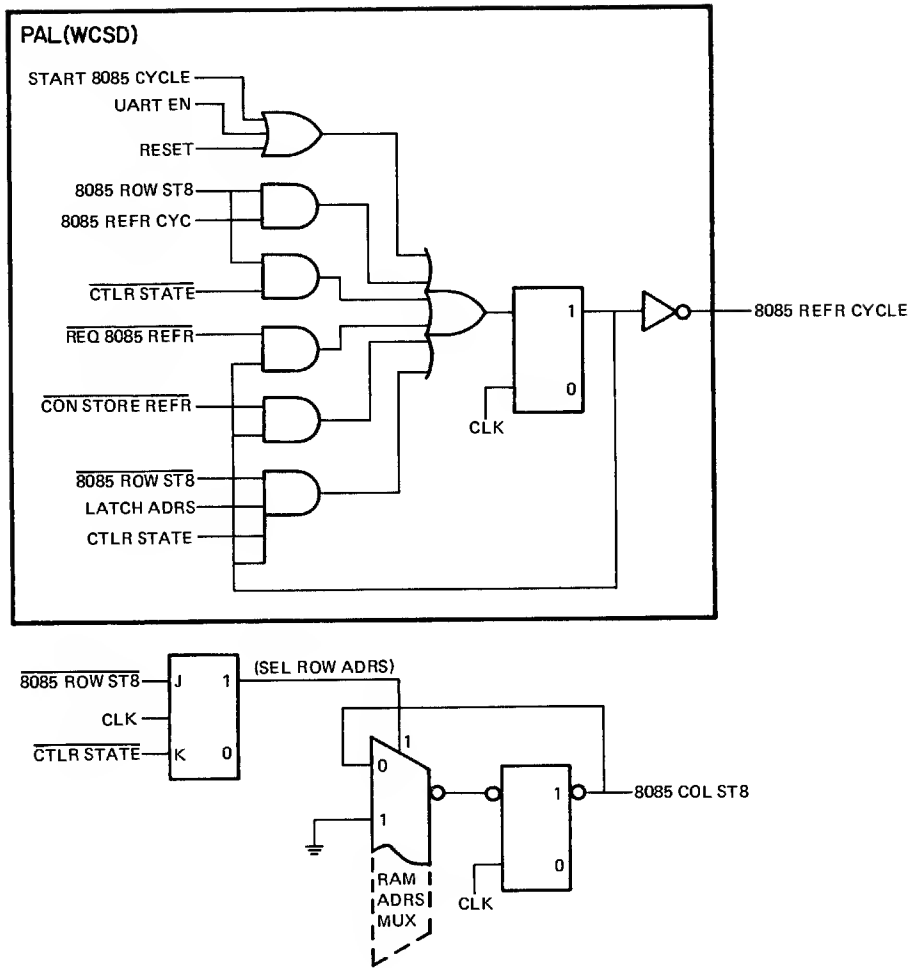 PAL(WCSD)
START 8085 CYCLE
UART EN
RESET
8085 ROW ST8
8085 REFR CYC
CTLR STATE
REQ 8085 REFR
CON STORE REFR
8085 ROW ST8
LATCH ADRS
CTLR STATE
1
0
CLK
8085 REFR CYCLE
8085 ROW ST8
CLK
CTLR STATE
J
K
1
0
(SEL ROW ADRS)
1
0
1
RAM
ADRS
MUX
1
0
CLK
8085 COL ST8